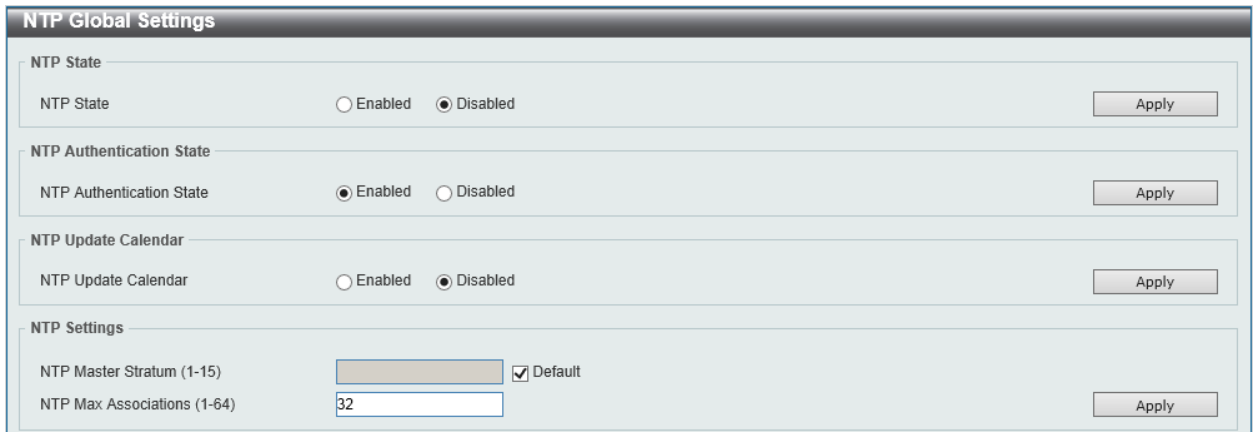 NTP Global Settings
NTP State
NTP State Enabled Disabled Apply
NTP Authentication State
NTP Authentication State Enabled Disabled Apply
NTP Update Calendar
NTP Update Calendar Enabled Disabled Apply
NTP Settings
NTP Master Stratum (1-15) Default
NTP Max Associations (1-64) 32 Apply